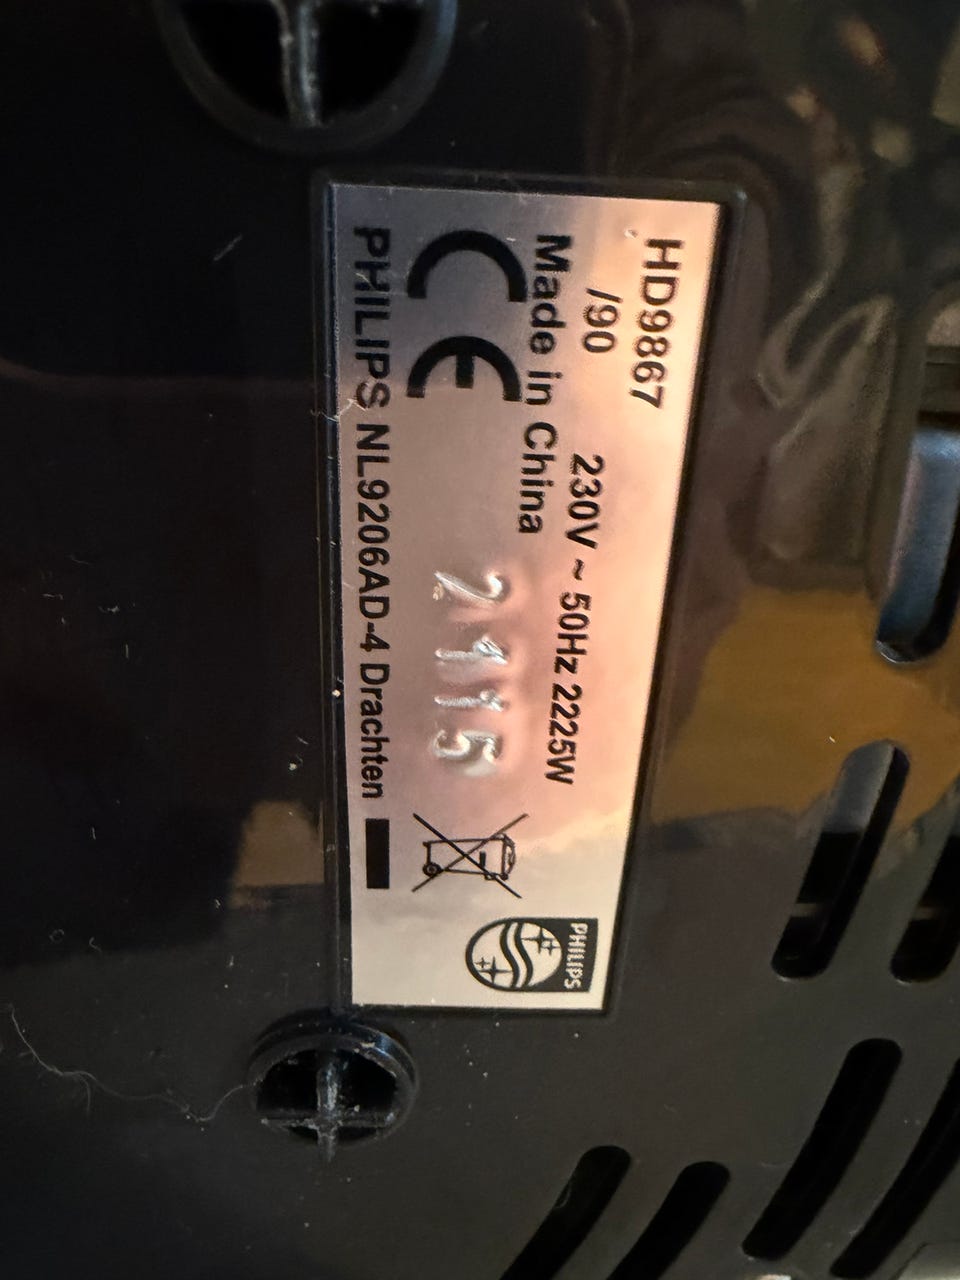 HD9867
/90 230V ~ 50Hz 2225W
Made in China
CE
2115
PHILIPS NL9206AD-4 Drachten
PHILIPS